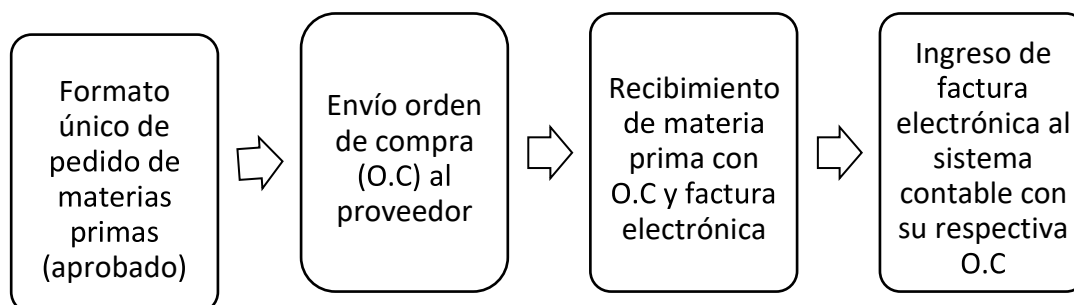 Formato
único de
pedido de
materias
primas
(aprobado)
Envío orden
de compra
(O.C) al
proveedor
Recibimiento
de materia
prima con
O.C y factura
electrónica
Ingreso de
factura
electrónica al
sistema
contable con
su respectiva
O.C